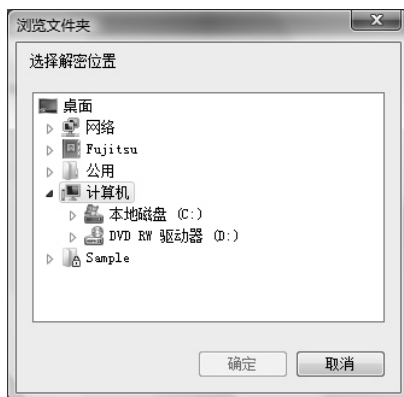 浏览文件夹
选择解密位置
桌面
网络
Fujitsu
公用
计算机
本地磁盘 (C:)
DVD RW 驱动器 (D:)
Sample
确定 取消